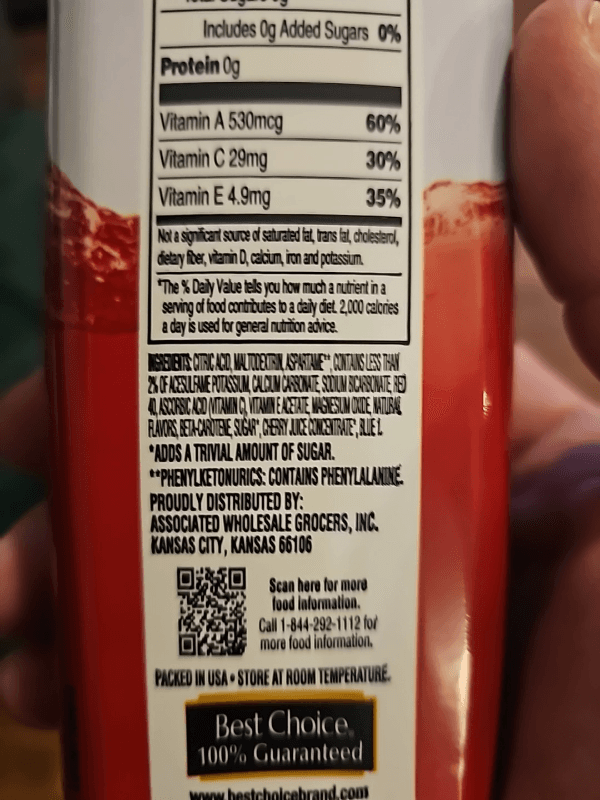 Includes 0g Added Sugars 0%
Protein 0g
Vitamin A 530mcg 60%
Vitamin C 29mg 30%
Vitamin E 4.9mg 35%
Not a significant source of saturated fat, trans fat, cholesterol,
dietary fiber, vitamin D, calcium, iron and potassium.
*The % Daily Value tells you how much a nutrient in a
serving of food contributes to a daily diet. 2,000 calories
a day is used for general nutrition advice.
INGREDIENTS: CITRIC ACID, MALTODEXTRIN, ASPARTAME**, CONTAINS LESS THAN
2% OF ACESULFAME POTASSIUM, CALCIUM CARBONATE, SODIUM BICARBONATE, RED
40, ASCORBIC ACID (VITAMIN C), VITAMIN E ACETATE, MAGNESIUM OXIDE, NATURAL
FLAVORS, BETA-CAROTENE, SUGAR*, CHERRY JUICE CONCENTRATE*, BLUE 1.
*ADDS A TRIVIAL AMOUNT OF SUGAR.
**PHENYLKETONURICS: CONTAINS PHENYLALANINE.
PROUDLY DISTRIBUTED BY:
ASSOCIATED WHOLESALE GROCERS, INC.
KANSAS CITY, KANSAS 66106
Scan here for more
food information.
Call 1-844-292-1112 for
more food information.
PACKED IN USA • STORE AT ROOM TEMPERATURE.
Best Choice®
100% Guaranteed
www.bestchoicebrand.com